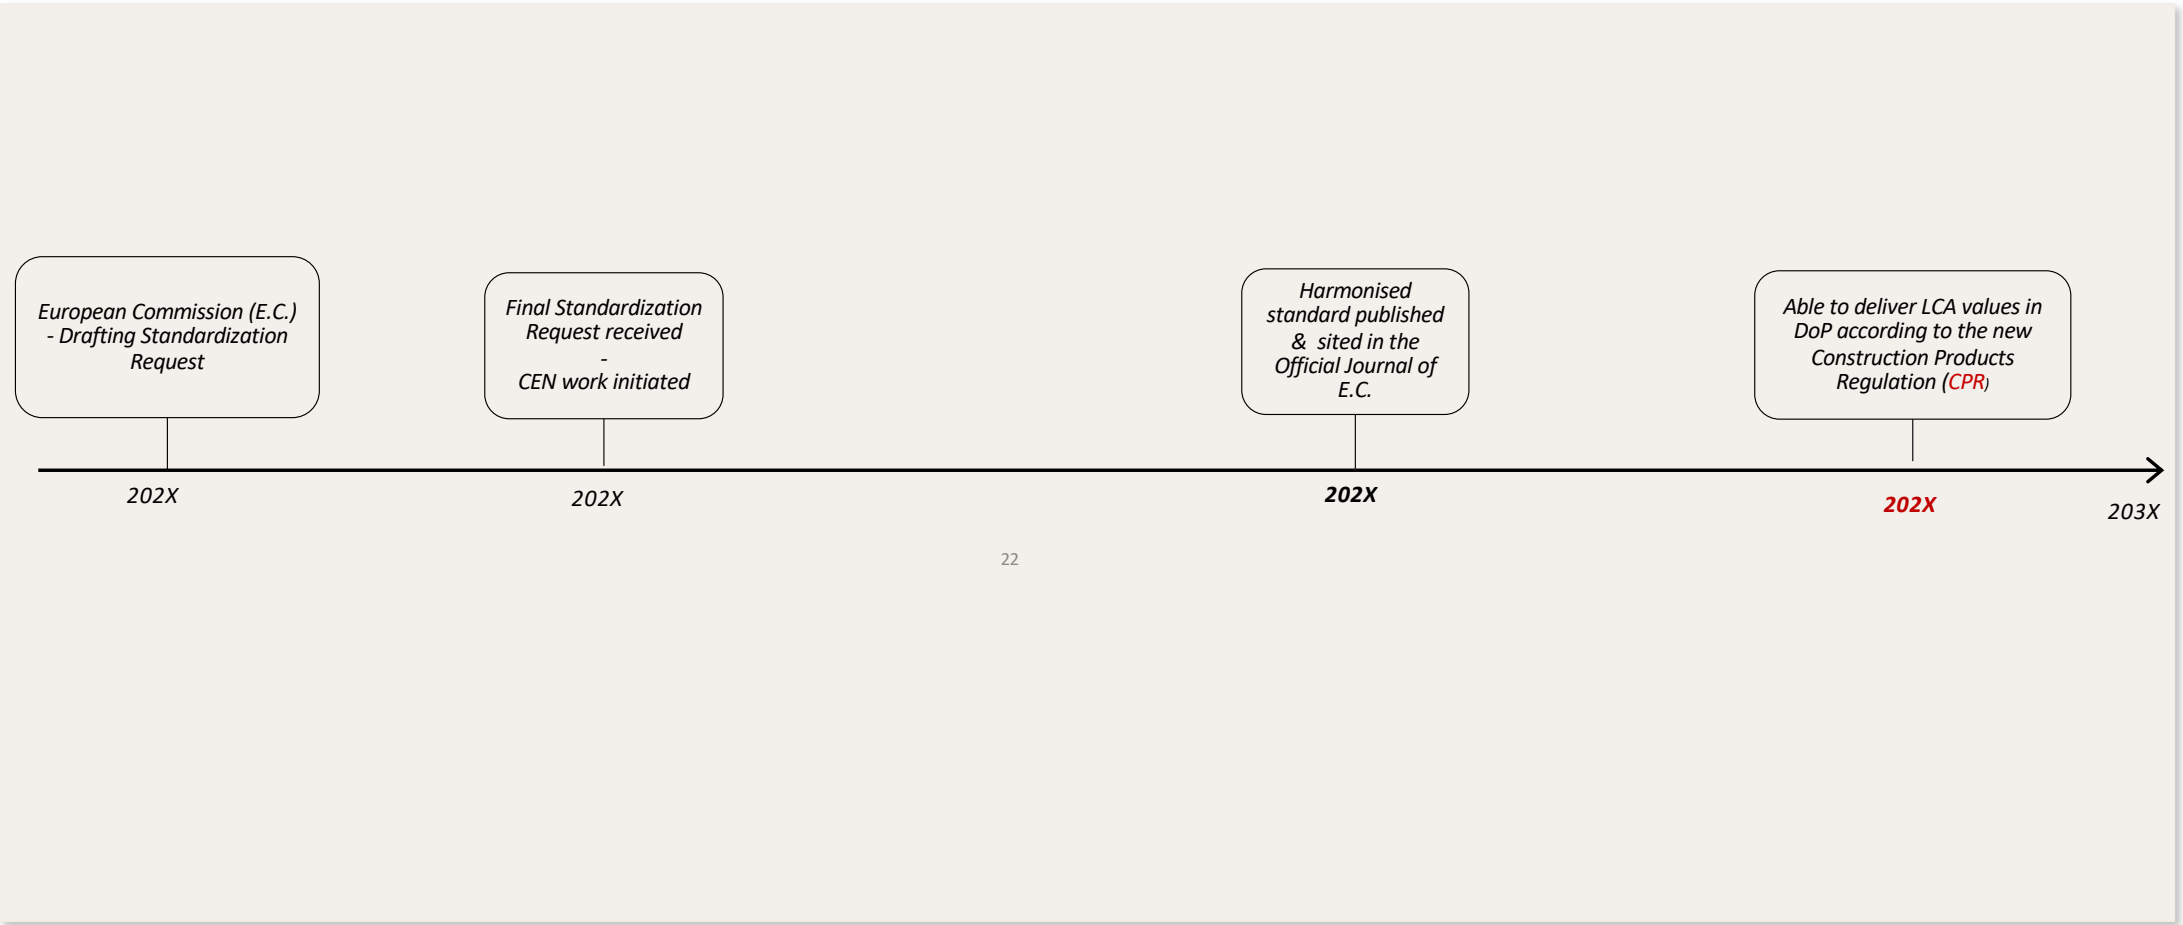 European Commission (E.C.)
- Drafting Standardization
Request
Final Standardization
Request received
-
CEN work initiated
Harmonised
standard published
&  sited in the
Official Journal of
E.C.
Able to deliver LCA values in
DoP according to the new
Construction Products
Regulation (CPR)
202X
202X
202X
202X
203X
22